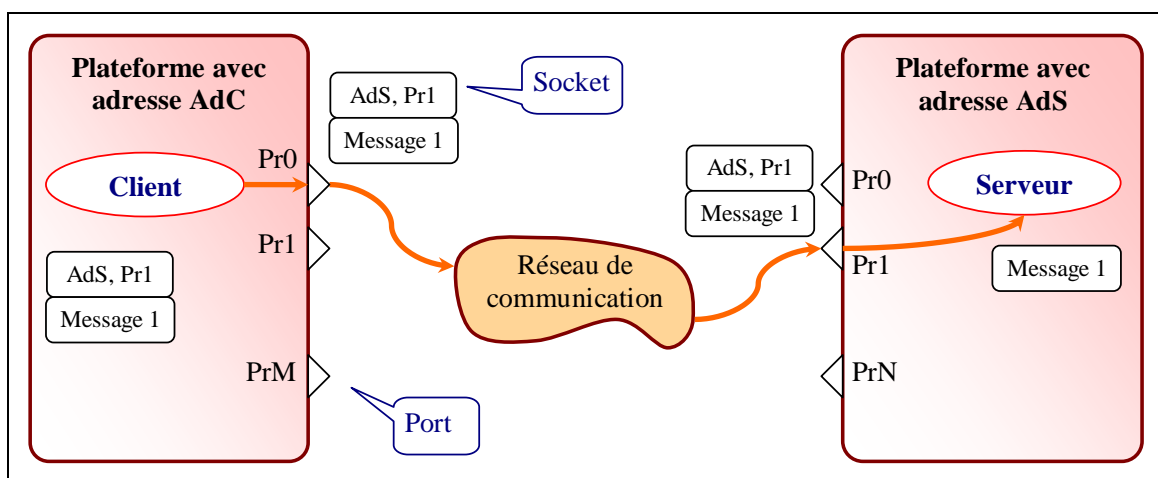 Plateforme avec
adresse AdC
Socket
AdS, Pr1
Message 1
Pr0
Client
Pr1
AdS, Pr1
Message 1
PrM
Port
Réseau de
communication
Plateforme avec
adresse AdS
AdS, Pr1
Message 1
Pr0
Serveur
Pr1
Message 1
PrN